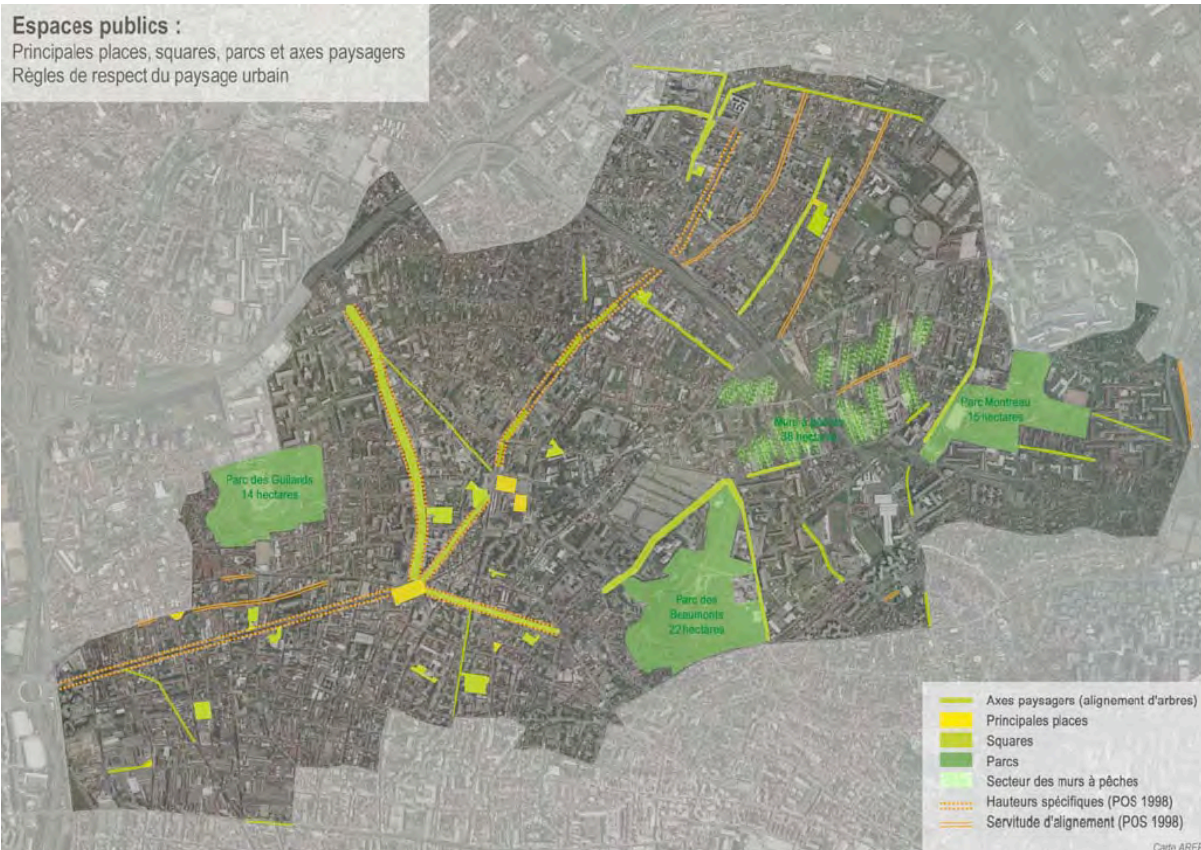 Espaces publics :
Principales places, squares, parcs et axes paysagers
Règles de respect du paysage urbain
Parc Montreau
15 hectares
Murs à pêches
38 hectares
Parc des Guilands
14 hectares
Parc des
Beaumonts
22 hectares
Axes paysagers (alignement d'arbres)
Principales places
Squares
Parcs
Secteur des murs à pêches
Hauteurs spécifiques (POS 1998)
Servitude d'alignement (POS 1998)
Carte